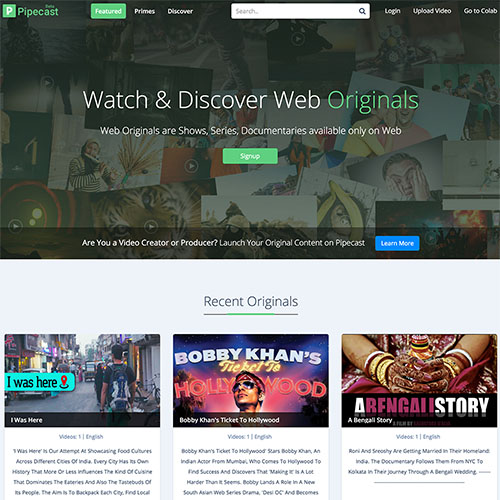 Pipecast Beta Featured Primes Discover Search... Login Upload Video Go to Colab
Watch & Discover Web Originals
Web Originals are Shows, Series, Documentaries available only on Web
Signup
Are You a Video Creator or Producer? Launch Your Original Content on Pipecast Learn More
Recent Originals
I was here
I Was Here
Videos: 1 | English
'I Was Here' Is Our Attempt At Showcasing Food Cultures
Across Different Cities Of India. Every City Has Its Own
History That More Or Less Influences The Kind Of Cuisine
That Dominates The Eateries And Also The Tastebuds Of
Its People. The Aim Is To Backpack Each City, Find Local
BOBBY KHAN'S
Ticket To
HOLLYWOOD
Bobby Khan's Ticket To Hollywood
Videos: 1 | English
Bobby Khan's Ticket To Hollywood' Stars Bobby Khan, An
Indian Actor From Mumbai, Who Comes To Hollywood To
Find Success And Discovers That 'Making It' Is A Lot
Harder Than It Seems. Bobby Lands A Role In A New
South Asian Web Series Drama, 'Desi OC' And Becomes
A BENGALI STORY
A Bengali Story
Videos: 1 | English
Roni And Sreoshy Are Getting Married In Their Homeland:
India. The Documentary Follows Them From NYC To
Kolkata In Their Journey Through A Bengali Wedding. ------